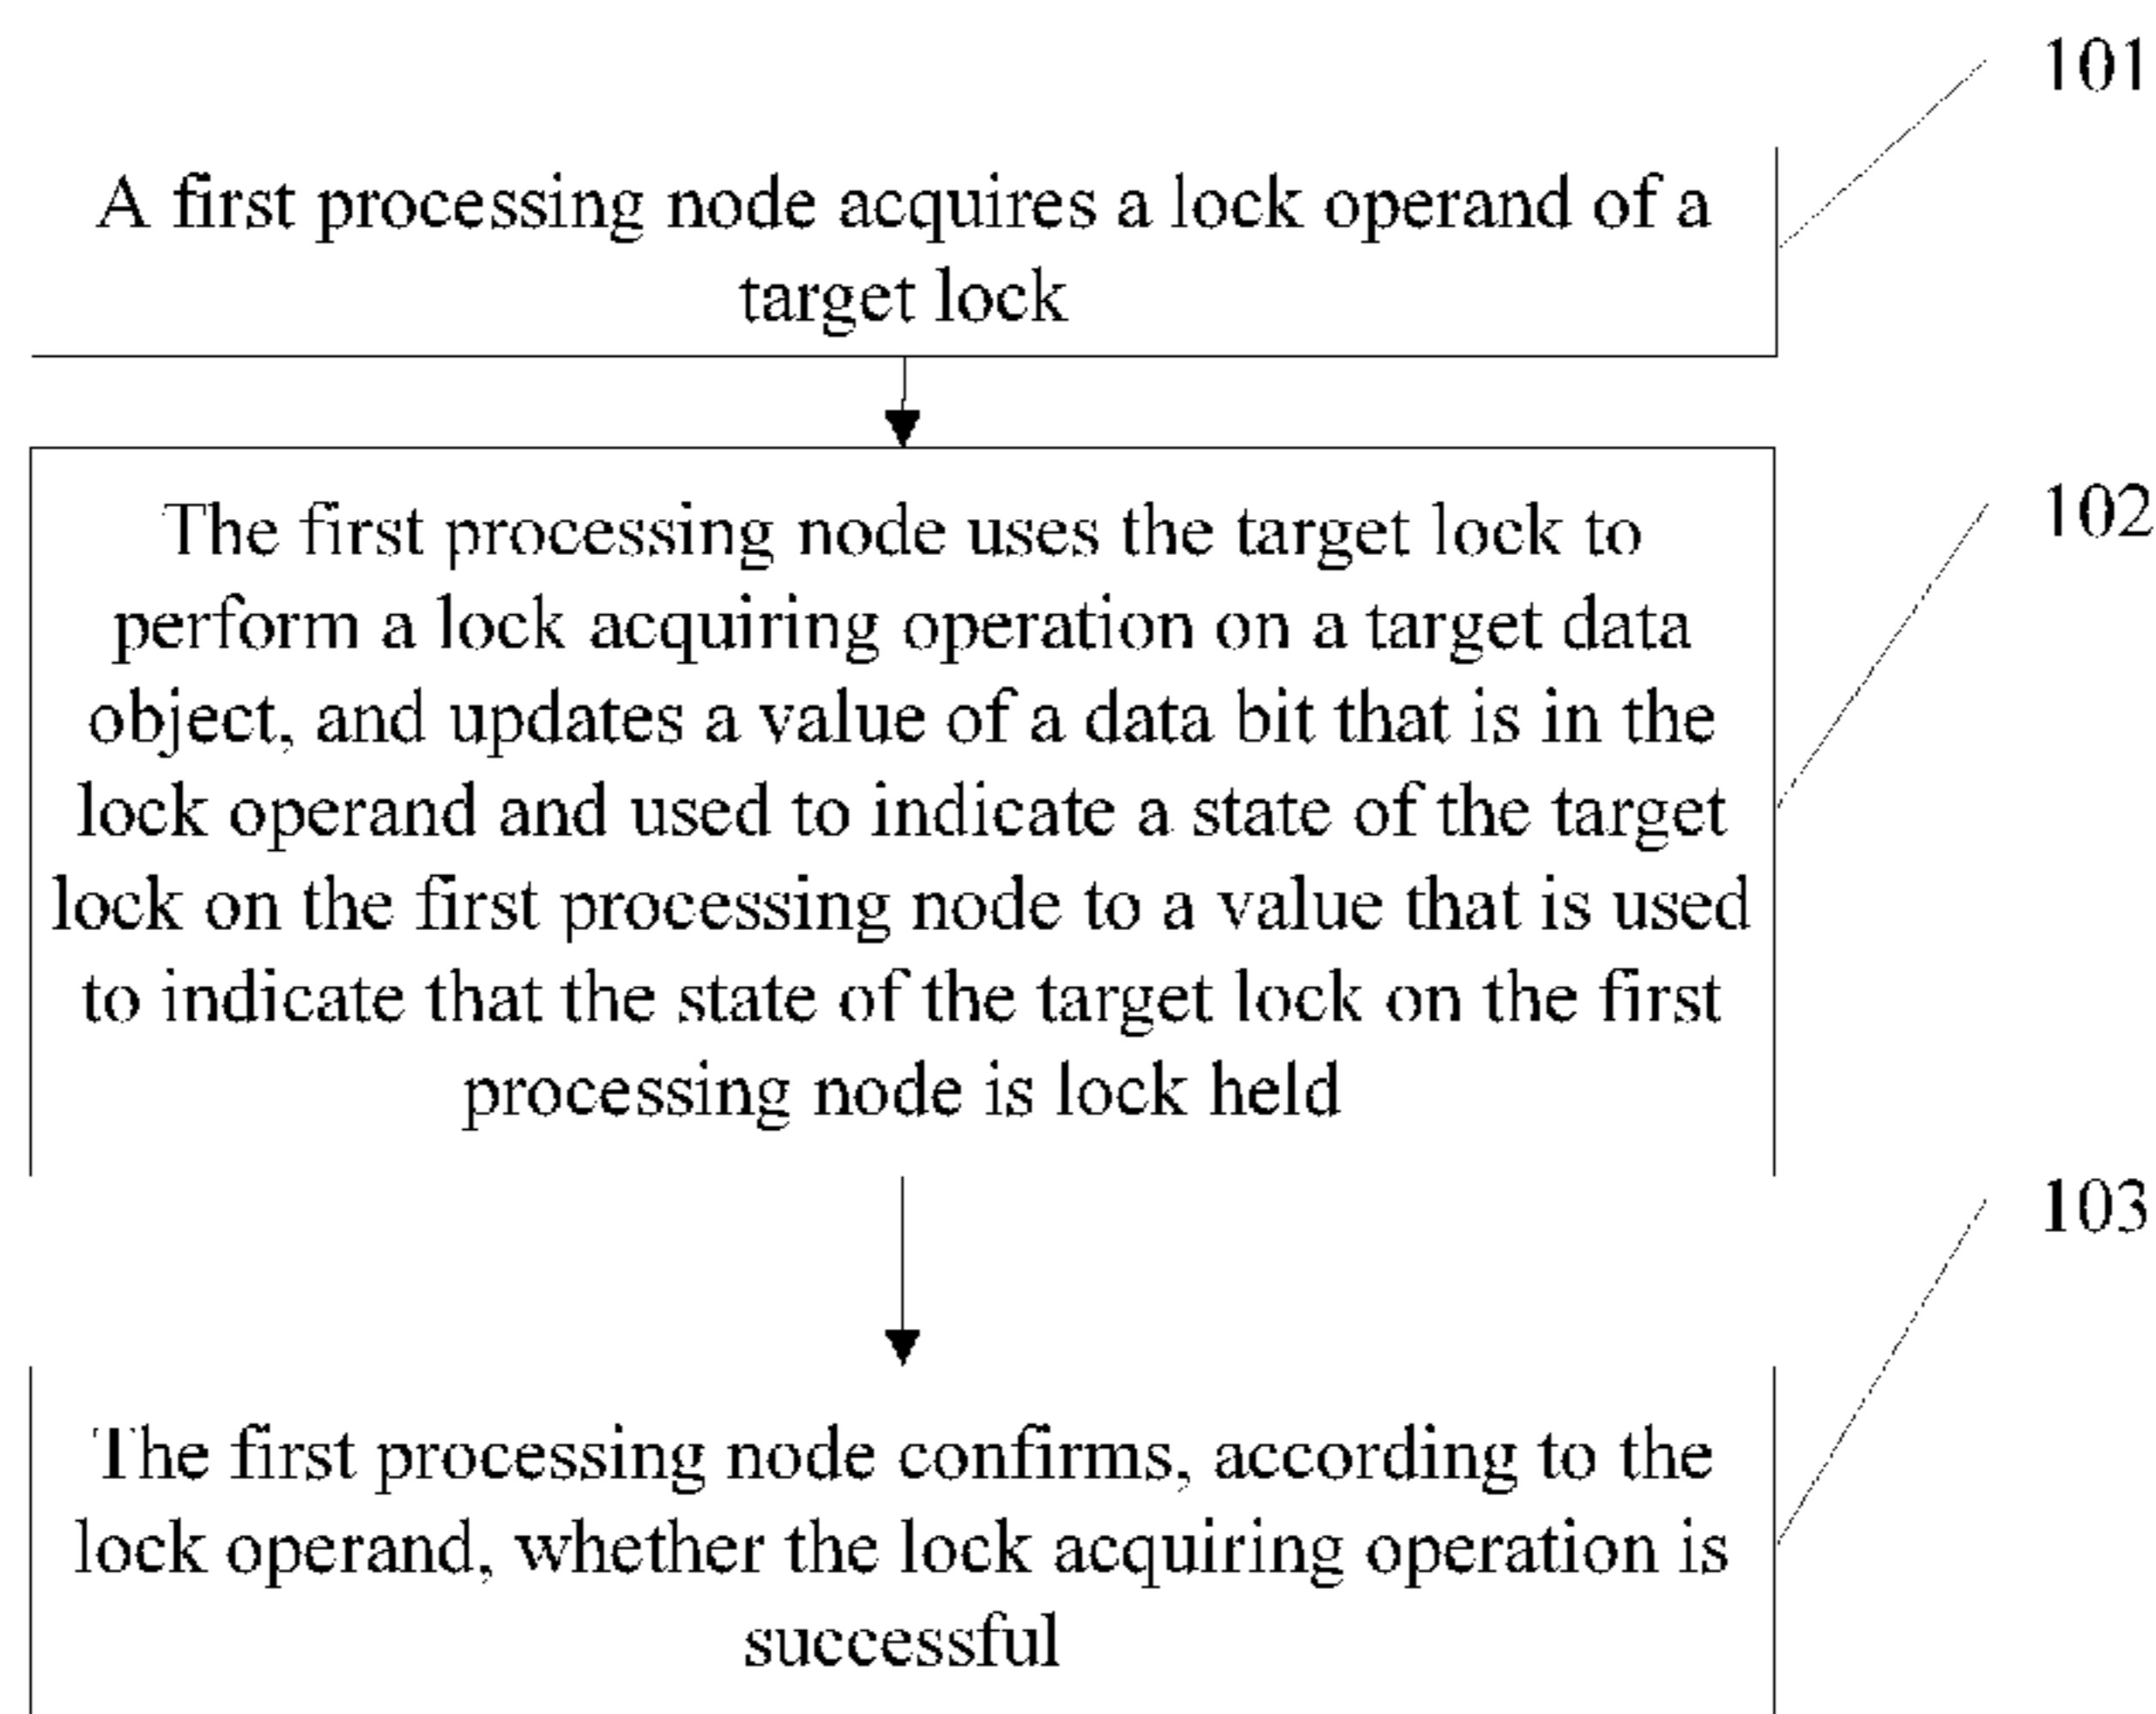 101
A first processing node acquires a lock operand of a
target lock
102
The first processing node uses the target lock to
perform a lock acquiring operation on a target data
object, and updates a value of a data bit that is in the
lock operand and used to indicate a state of the target
lock on the first processing node to a value that is used
to indicate that the state of the target lock on the first
processing node is lock held
103
The first processing node confirms, according to the
lock operand, whether the lock acquiring operation is
successful